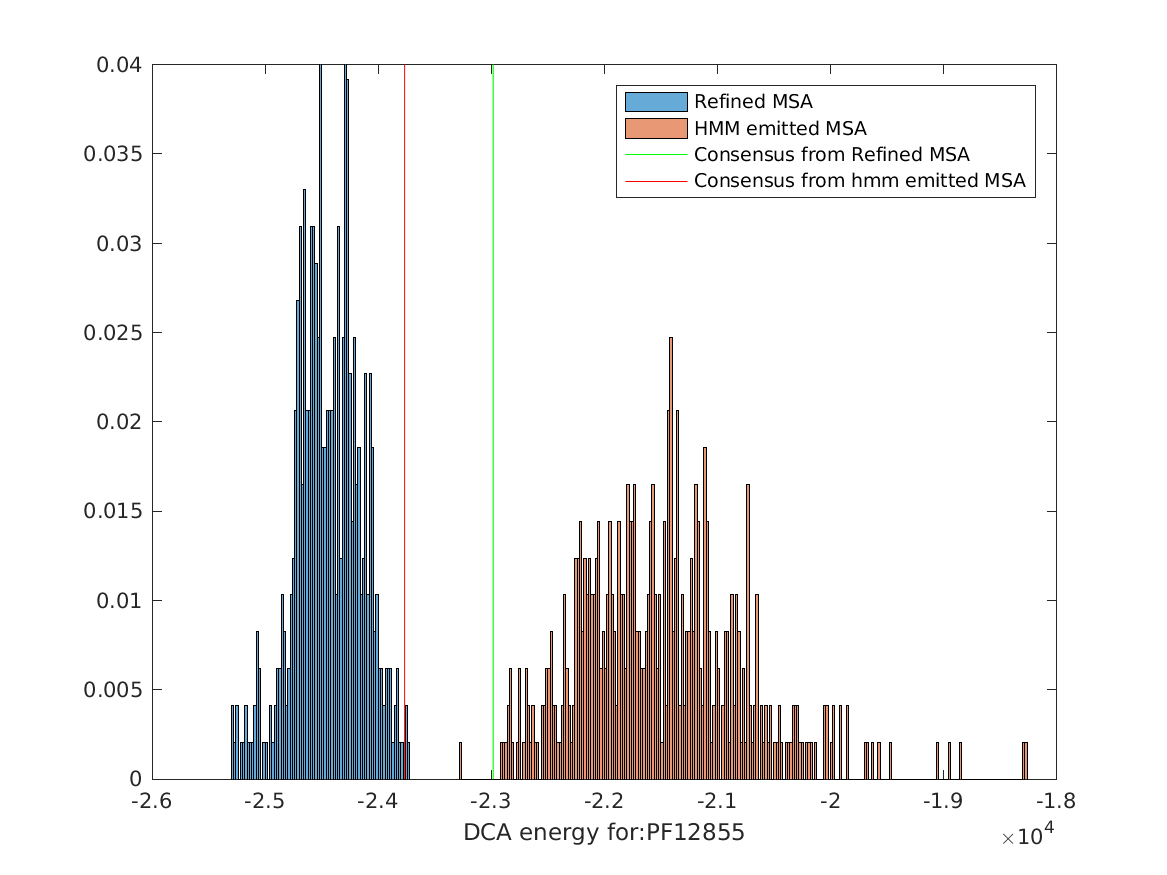 Refined MSA
HMM emitted MSA
Consensus from Refined MSA
Consensus from hmm emitted MSA
0.04
0.035
0.03
0.025
0.02
0.015
0.01
0.005
0
-2.6 -2.5 -2.4 -2.3 -2.2 -2.1 -2 -1.9 -1.8
DCA energy for:PF12855
×10^4